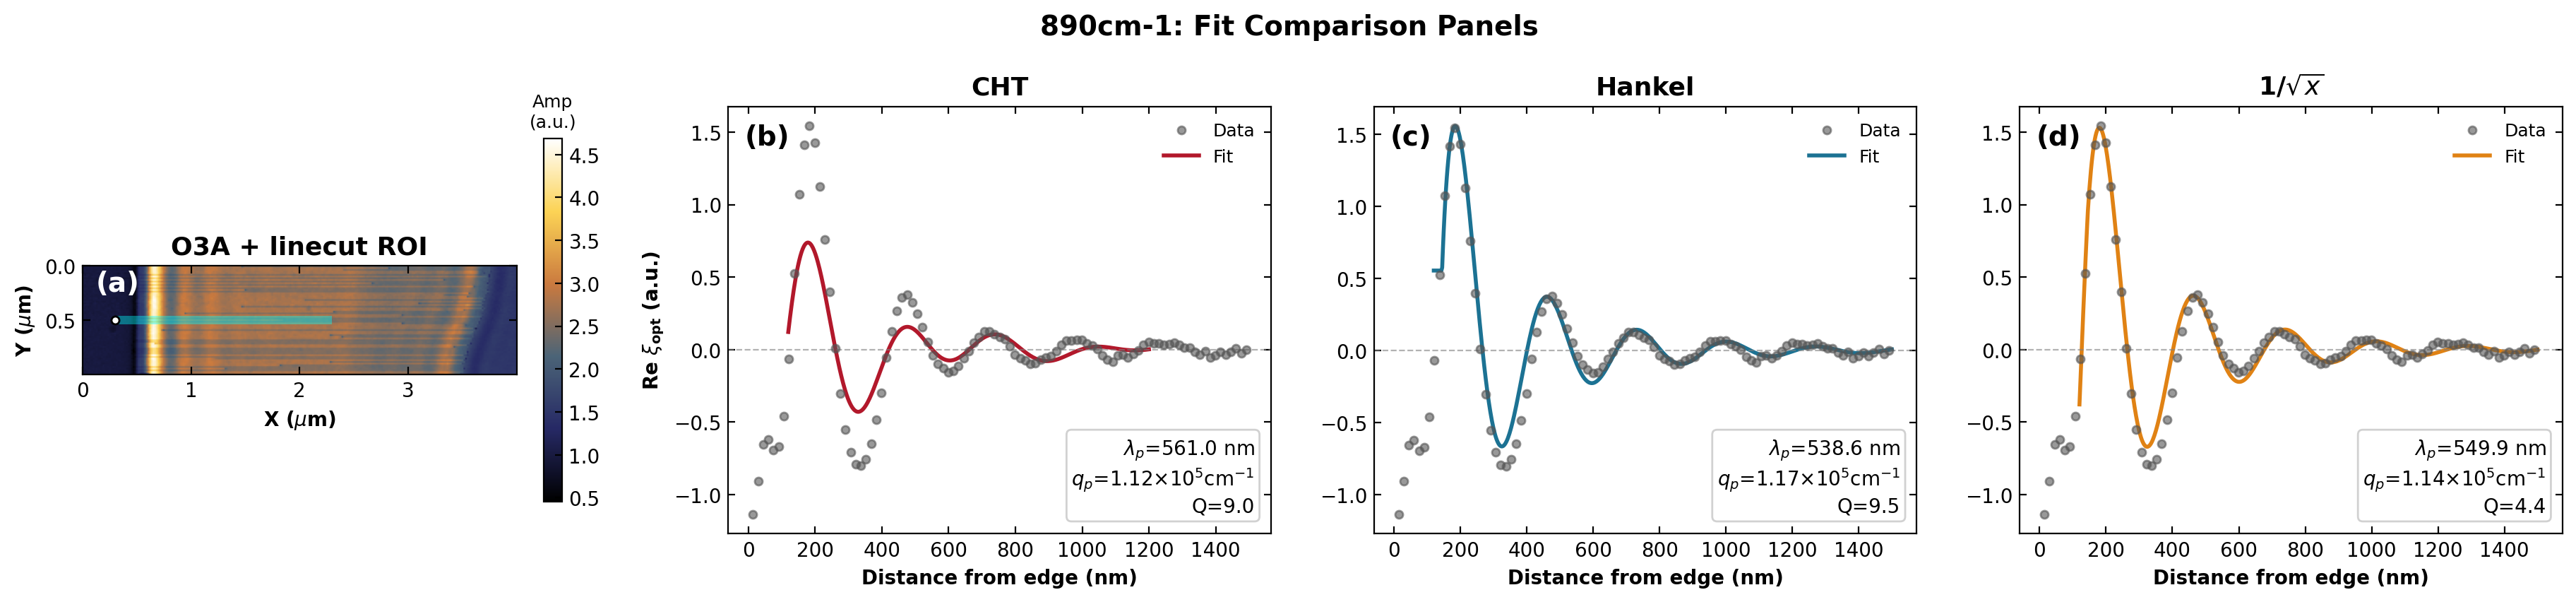 890cm-1: Fit Comparison Panels
O3A + linecut ROI
(a)
0.0
0.5
Y (μm)
0
1
2
3
X (μm)
Amp
(a.u.)
4.5
4.0
3.5
3.0
2.5
2.0
1.5
1.0
0.5
CHT
(b)
Data
Fit
1.5
1.0
0.5
0.0
−0.5
−1.0
Re ξopt (a.u.)
λp=561.0 nm
qp=1.12×10⁵cm⁻¹
Q=9.0
0 200 400 600 800 1000 1200 1400
Distance from edge (nm)
Hankel
(c)
Data
Fit
1.5
1.0
0.5
0.0
−0.5
−1.0
λp=538.6 nm
qp=1.17×10⁵cm⁻¹
Q=9.5
0 200 400 600 800 1000 1200 1400
Distance from edge (nm)
1/√x
(d)
Data
Fit
1.5
1.0
0.5
0.0
−0.5
−1.0
λp=549.9 nm
qp=1.14×10⁵cm⁻¹
Q=4.4
0 200 400 600 800 1000 1200 1400
Distance from edge (nm)